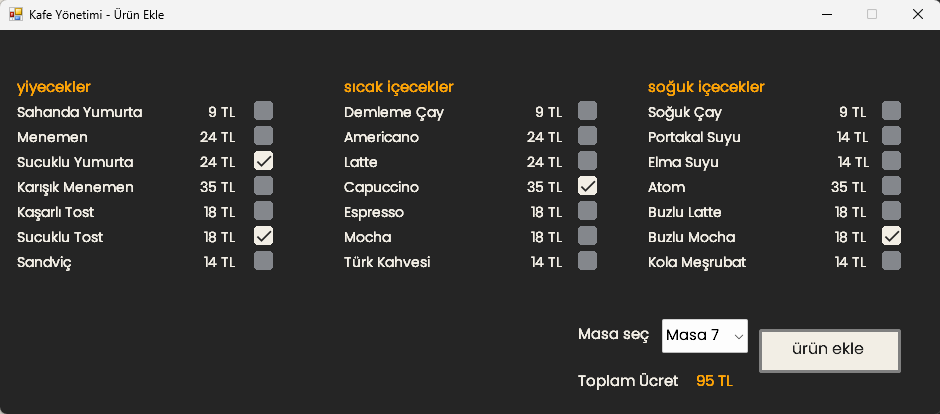 Kafe Yönetimi - Ürün Ekle
yiyecekler
Sahanda Yumurta 9 TL
Menemen 24 TL
Sucuklu Yumurta 24 TL
Karışık Menemen 35 TL
Kaşarlı Tost 18 TL
Sucuklu Tost 18 TL
Sandviç 14 TL
sıcak içecekler
Demleme Çay 9 TL
Americano 24 TL
Latte 24 TL
Capuccino 35 TL
Espresso 18 TL
Mocha 18 TL
Türk Kahvesi 14 TL
soğuk içecekler
Soğuk Çay 9 TL
Portakal Suyu 14 TL
Elma Suyu 14 TL
Atom 35 TL
Buzlu Latte 18 TL
Buzlu Mocha 18 TL
Kola Meşrubat 14 TL
Masa seç Masa 7
ürün ekle
Toplam Ücret 95 TL